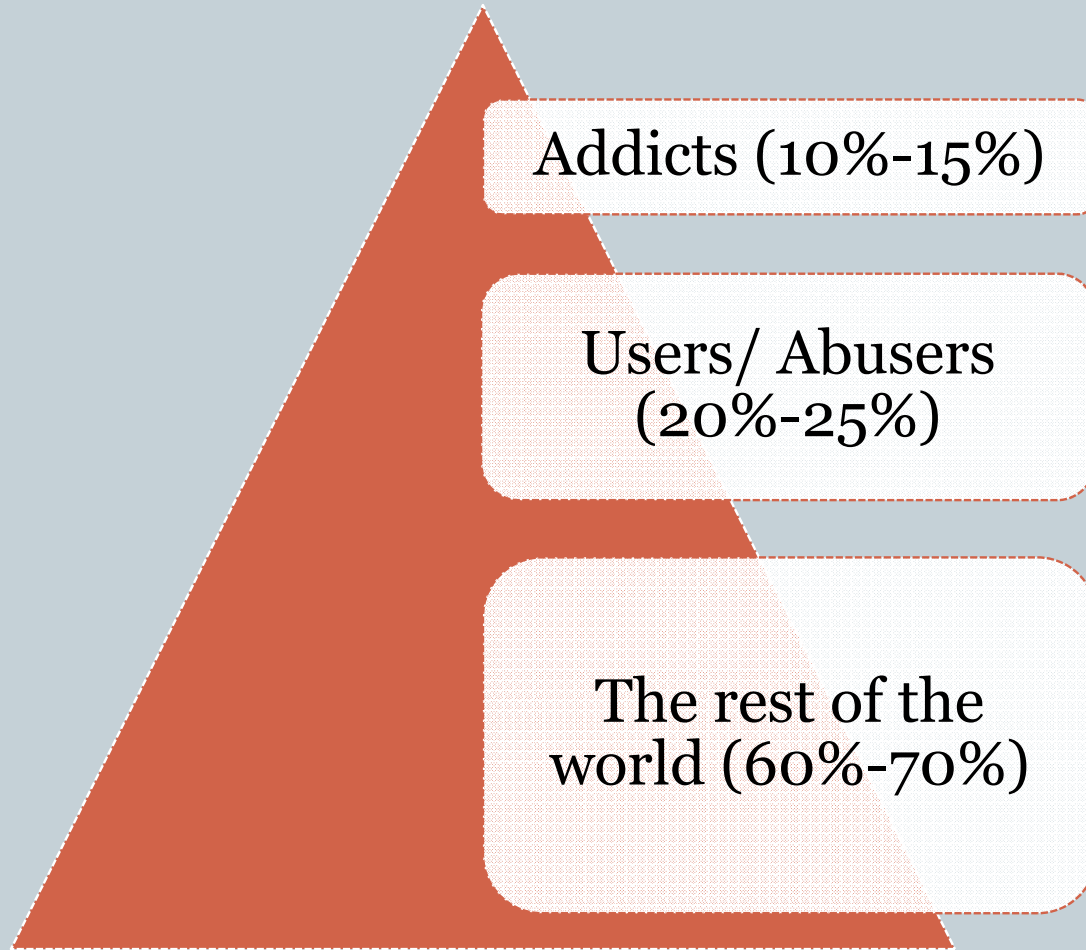 Addicts (10%-15%)
Users/ Abusers
(20%-25%)
The rest of the
world (60%-70%)